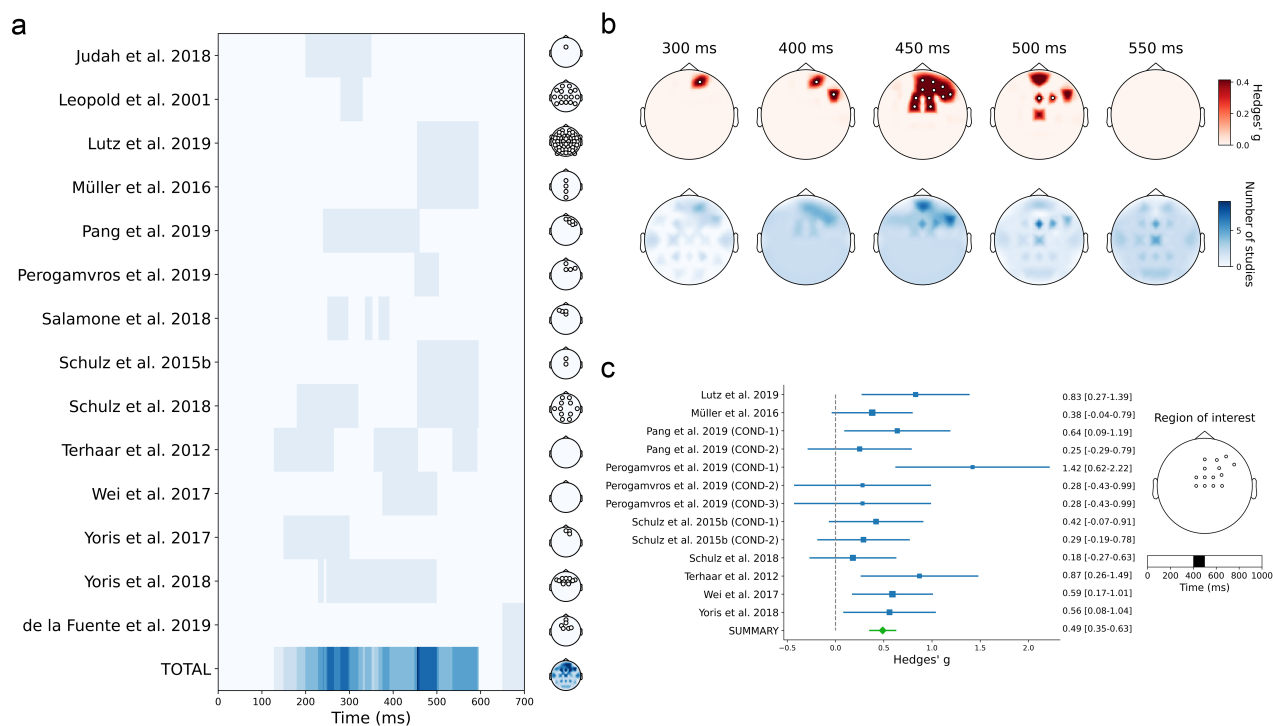 a
Judah et al. 2018
Leopold et al. 2001
Lutz et al. 2019
Müller et al. 2016
Pang et al. 2019
Perogamvros et al. 2019
Salamone et al. 2018
Schulz et al. 2015b
Schulz et al. 2018
Terhaar et al. 2012
Wei et al. 2017
Yoris et al. 2017
Yoris et al. 2018
de la Fuente et al. 2019
TOTAL
0 100 200 300 400 500 600 700
Time (ms)
b
300 ms 400 ms 450 ms 500 ms 550 ms
0.4
0.2
0.0
Hedges' g
5
0
Number of studies
c
Lutz et al. 2019 0.83 [0.27-1.39]
Müller et al. 2016 0.38 [-0.04-0.79]
Pang et al. 2019 (COND-1) 0.64 [0.09-1.19]
Pang et al. 2019 (COND-2) 0.25 [-0.29-0.79]
Perogamvros et al. 2019 (COND-1) 1.42 [0.62-2.22]
Perogamvros et al. 2019 (COND-2) 0.28 [-0.43-0.99]
Perogamvros et al. 2019 (COND-3) 0.28 [-0.43-0.99]
Schulz et al. 2015b (COND-1) 0.42 [-0.07-0.91]
Schulz et al. 2015b (COND-2) 0.29 [-0.19-0.78]
Schulz et al. 2018 0.18 [-0.27-0.63]
Terhaar et al. 2012 0.87 [0.26-1.49]
Wei et al. 2017 0.59 [0.17-1.01]
Yoris et al. 2018 0.56 [0.08-1.04]
SUMMARY 0.49 [0.35-0.63]
−0.5 0.0 0.5 1.0 1.5 2.0
Hedges' g
Region of interest
0 200 400 600 800 1000
Time (ms)